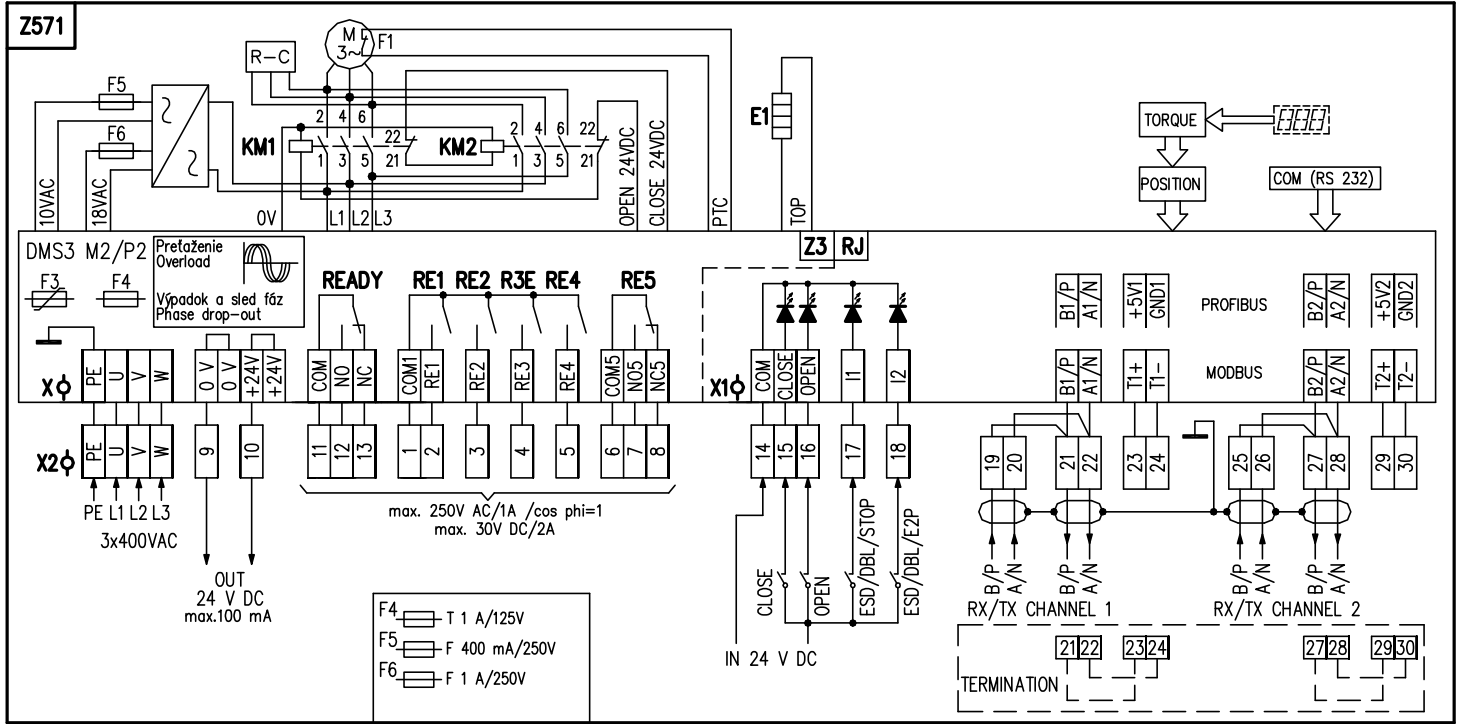 Z571
R-C
M
3~
F1
F5
F6
2 4 6
22
KM1
1 3 5
21
KM2
2 4 6
22
1 3 5
21
E1
TORQUE
POSITION
COM (RS 232)
10VAC
18VAC
0V
L1 L2 L3
OPEN 24VDC
CLOSE 24VDC
PTC
TOP
DMS3 M2/P2
F3
F4
Preťaženie
Overload
Výpadok a sled fáz
Phase drop-out
READY
RE1 RE2 R3E RE4
RE5
Z3 RJ
B1/P
A1/N
+5V1
GND1
PROFIBUS
B2/P
A2/N
+5V2
GND2
X
PE U V W
0 V
0 V
+24V
+24V
COM NO NC
COM1 RE1 RE2 RE3 RE4
COM5 NO5 NC5
X1
COM CLOSE OPEN I1 I2
B1/P
A1/N
T1+
T1-
MODBUS
B2/P
A2/N
T2+
T2-
X2
PE U V W
9 10
11 12 13
1 2 3 4 5
6 7 8
14 15 16 17 18
19 20 21 22 23 24
25 26 27 28 29 30
PE L1 L2 L3
3x400VAC
OUT
24 V DC
max.100 mA
max. 250V AC/1A /cos phi=1
max. 30V DC/2A
CLOSE
OPEN
ESD/DBL/STOP
ESD/DBL/E2P
IN 24 V DC
B/P
A/N
B/P
A/N
RX/TX CHANNEL 1
B/P
A/N
B/P
A/N
RX/TX CHANNEL 2
F4
T 1 A/125V
F5
F 400 mA/250V
F6
F 1 A/250V
21 22 23 24
27 28 29 30
TERMINATION